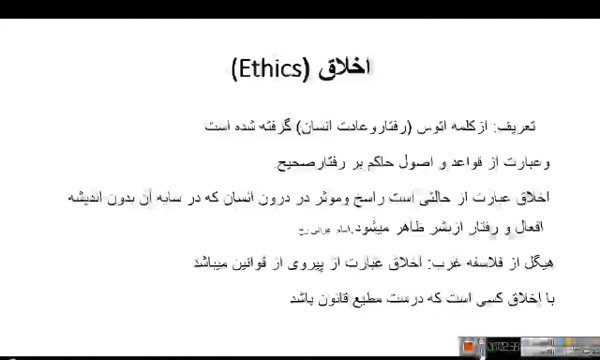 اخلاق (Ethics)
تعریف: ازکلمه اتوس (رفتاروعادت انسان) گرفته شده است
وعبارت از قواعد و اصول حاکم بر رفتارصحیح.
اخلاق عبارت از حالتی است راسخ وموثر در درون انسان که در سایه آن بدون اندیشه
افعال و رفتار ازبشر ظاهر میشود.
هیگل از فلاسفه غرب: اخلاق عبارت از پیروی از قوانین میباشد
با اخلاق کسی است که درست مطیع قانون باشد